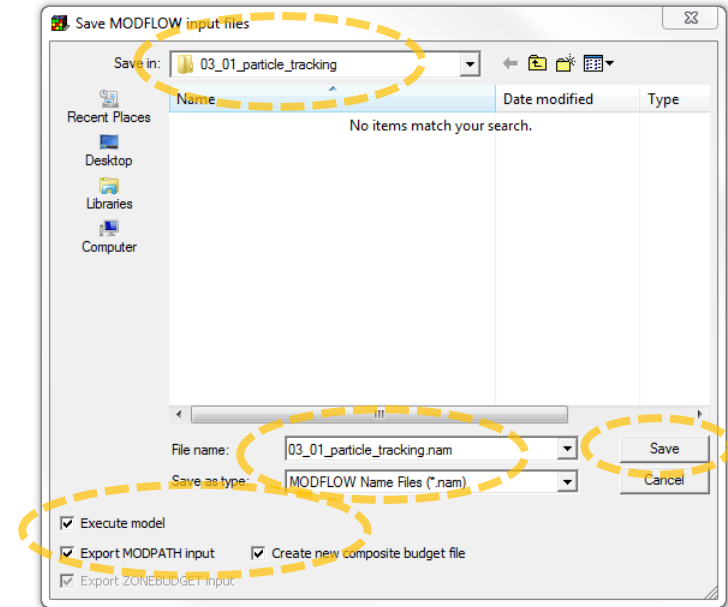 Save MODFLOW input files
Save in: 03_01_particle_tracking
Name Date modified Type
No items match your search.
Recent Places
Desktop
Libraries
Computer
File name: 03_01_particle_tracking.nam Save
Save as type: MODFLOW Name Files (*.nam) Cancel
Execute model
Export MODPATH input Create new composite budget file
Export ZONEBUDGET input